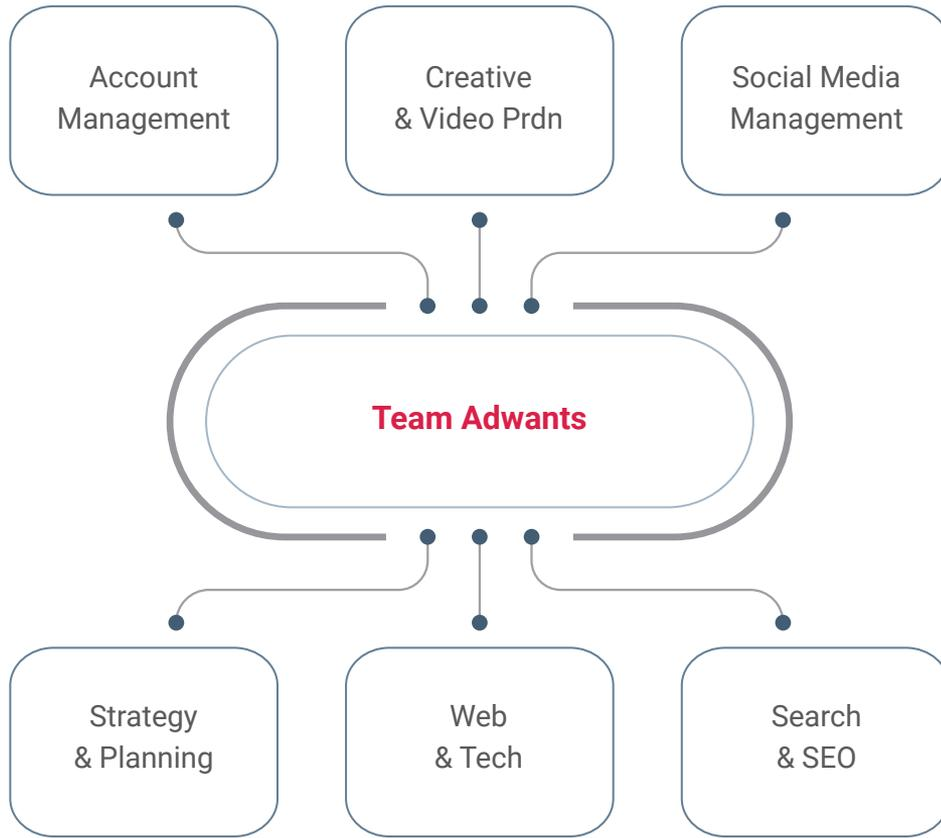 Account
Management
Creative
& Video Prdn
Social Media
Management
Team Adwants
Strategy
& Planning
Web
& Tech
Search
& SEO